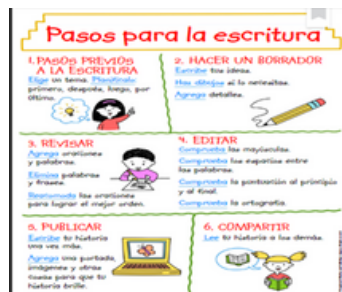 Pasos para la escritura
1. PASOS PREVIOS
A LA ESCRITURA
Elige un tema. Planifícalo:
primero, después, luego, por
último.
2. HACER UN BORRADOR
Escribe tus ideas.
Haz dibujos si lo necesitas.
Agrega detalles.
3. REVISAR
Agrega oraciones
y palabras.
Elimina palabras
y frases.
Reacomoda las oraciones
para lograr el mejor orden.
4. EDITAR
Comprueba las mayúsculas.
Comprueba los espacios entre
las palabras.
Comprueba la puntuación al principio
y al final.
Comprueba la ortografía.
5. PUBLICAR
Escribe tu historia
una vez más.
Agrega una portada,
imágenes y otras
cosas para que tu
historia brille.
6. COMPARTIR
Lee tu historia a los demás.